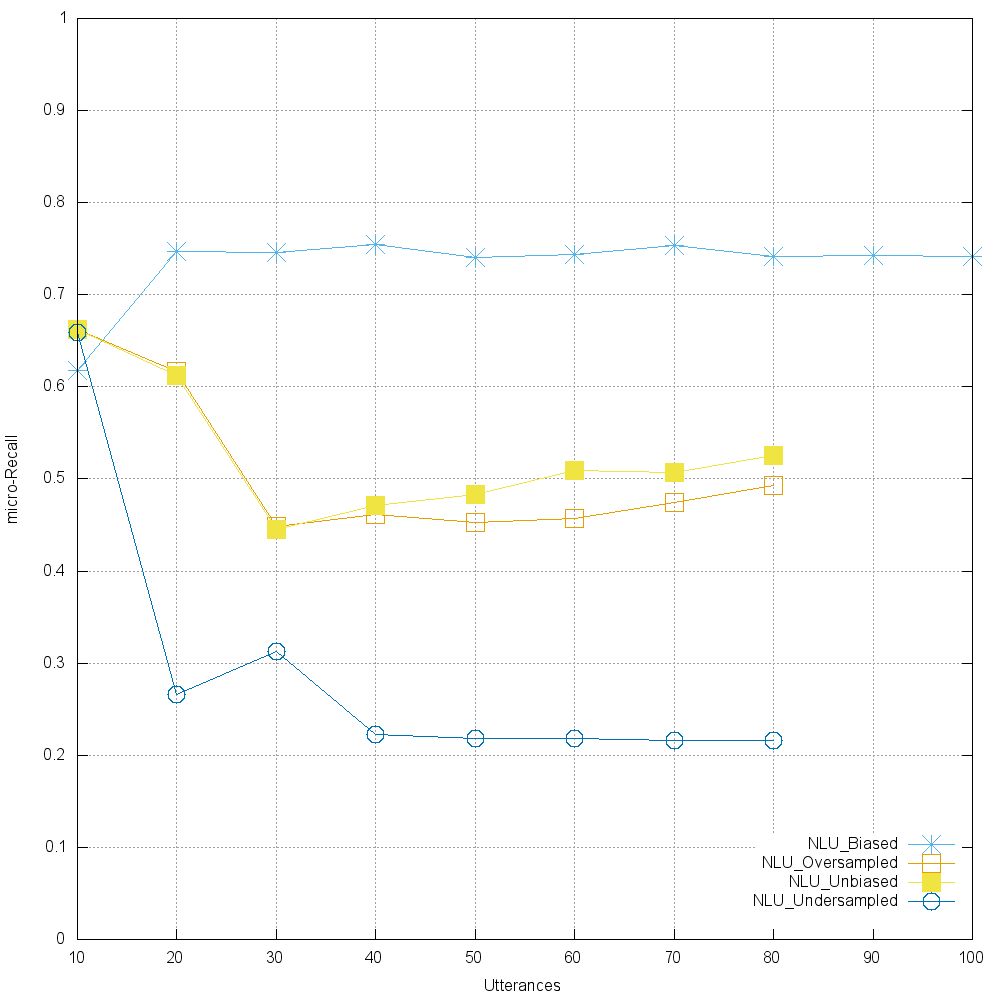 1
0.9
0.8
0.7
0.6
0.5
0.4
0.3
0.2
0.1
0
micro-Recall
10 20 30 40 50 60 70 80 90 100
Utterances
NLU_Biased
NLU_Oversampled
NLU_Unbiased
NLU_Undersampled